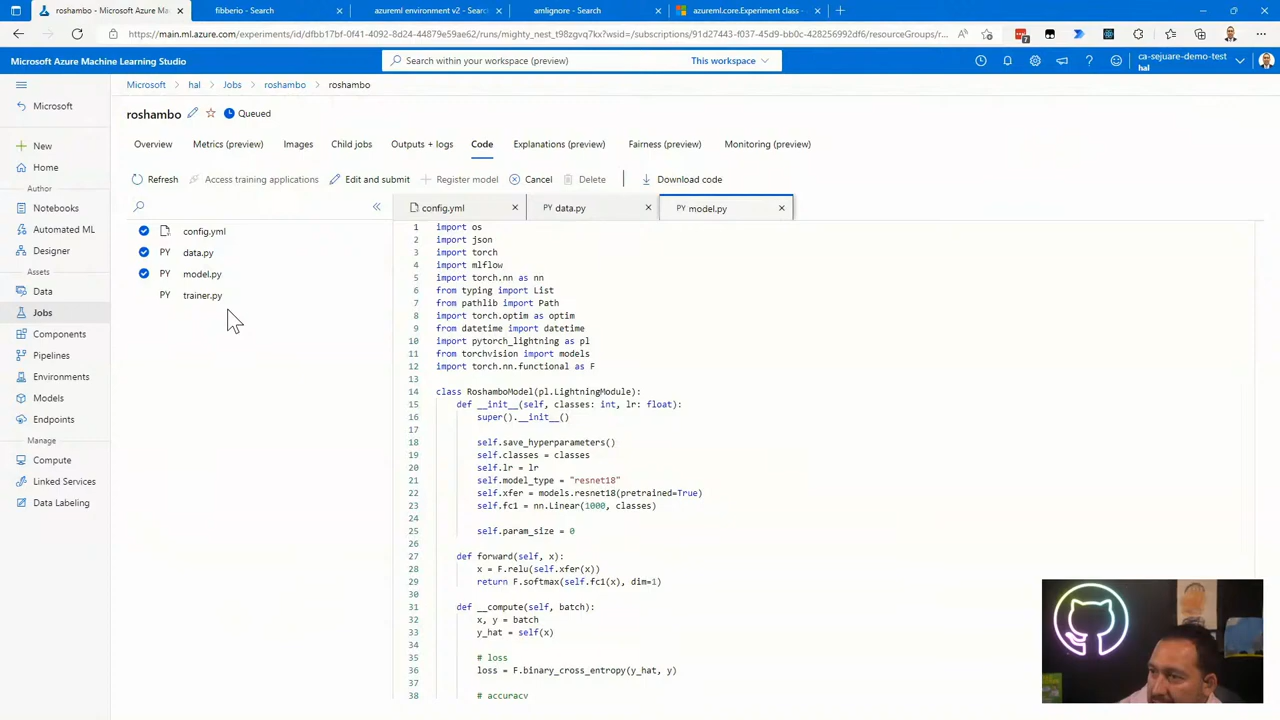 roshambo - Microsoft Azure Machi
fibberio - Search
azureml environment v2 - Search
amlignore - Search
azureml.core.Experiment class -
https://main.ml.azure.com/experiments/id/dfbb17bf-0f41-4092-8d24-44879e59ae6e/runs/mighty_nest_t98zgvq7kx?wsid=/subscriptions/91d27443-f037-45d9-bb0c-428256f6212d/resourceGroups/r...
Microsoft Azure Machine Learning Studio
Search within your workspace (preview)
This workspace
7
ca-sejuare-demo-test
hal
Microsoft
hal
Jobs
roshambo
roshambo
Microsoft
roshambo
Queued
New
Home
Author
Notebooks
Automated ML
Designer
Assets
Data
Jobs
Components
Pipelines
Environments
Models
Endpoints
Manage
Compute
Linked Services
Data Labeling
Overview
Metrics (preview)
Images
Child jobs
Outputs + logs
Code
Explanations (preview)
Fairness (preview)
Monitoring (preview)
Refresh
Access training applications
Edit and submit
Register model
Cancel
Delete
Download code
config.yml
PY data.py
PY model.py
PY trainer.py
config.yml
PY data.py
PY model.py
1 import os
2 import json
3 import torch
4 import mlflow
5 import torch.nn as nn
6 from typing import List
7 from pathlib import Path
8 import torch.optim as optim
9 from datetime import datetime
10 import pytorch_lightning as pl
11 from torchvision import models
12 import torch.nn.functional as F
13
14 class RoshamboModel(pl.LightningModule):
15 def __init__(self, classes: int, lr: float):
16 super().__init__()
17
18 self.save_hyperparameters()
19 self.classes = classes
20 self.lr = lr
21 self.model_type = "resnet18"
22 self.xfer = models.resnet18(pretrained=True)
23 self.fc1 = nn.Linear(1000, classes)
24
25 self.param_size = 0
26
27 def forward(self, x):
28 x = F.relu(self.xfer(x))
29 return F.softmax(self.fc1(x), dim=1)
30
31 def __compute(self, batch):
32 x, y = batch
33 y_hat = self(x)
34
35 # loss
36 loss = F.binary_cross_entropy(y_hat, y)
37
38 # accuracy